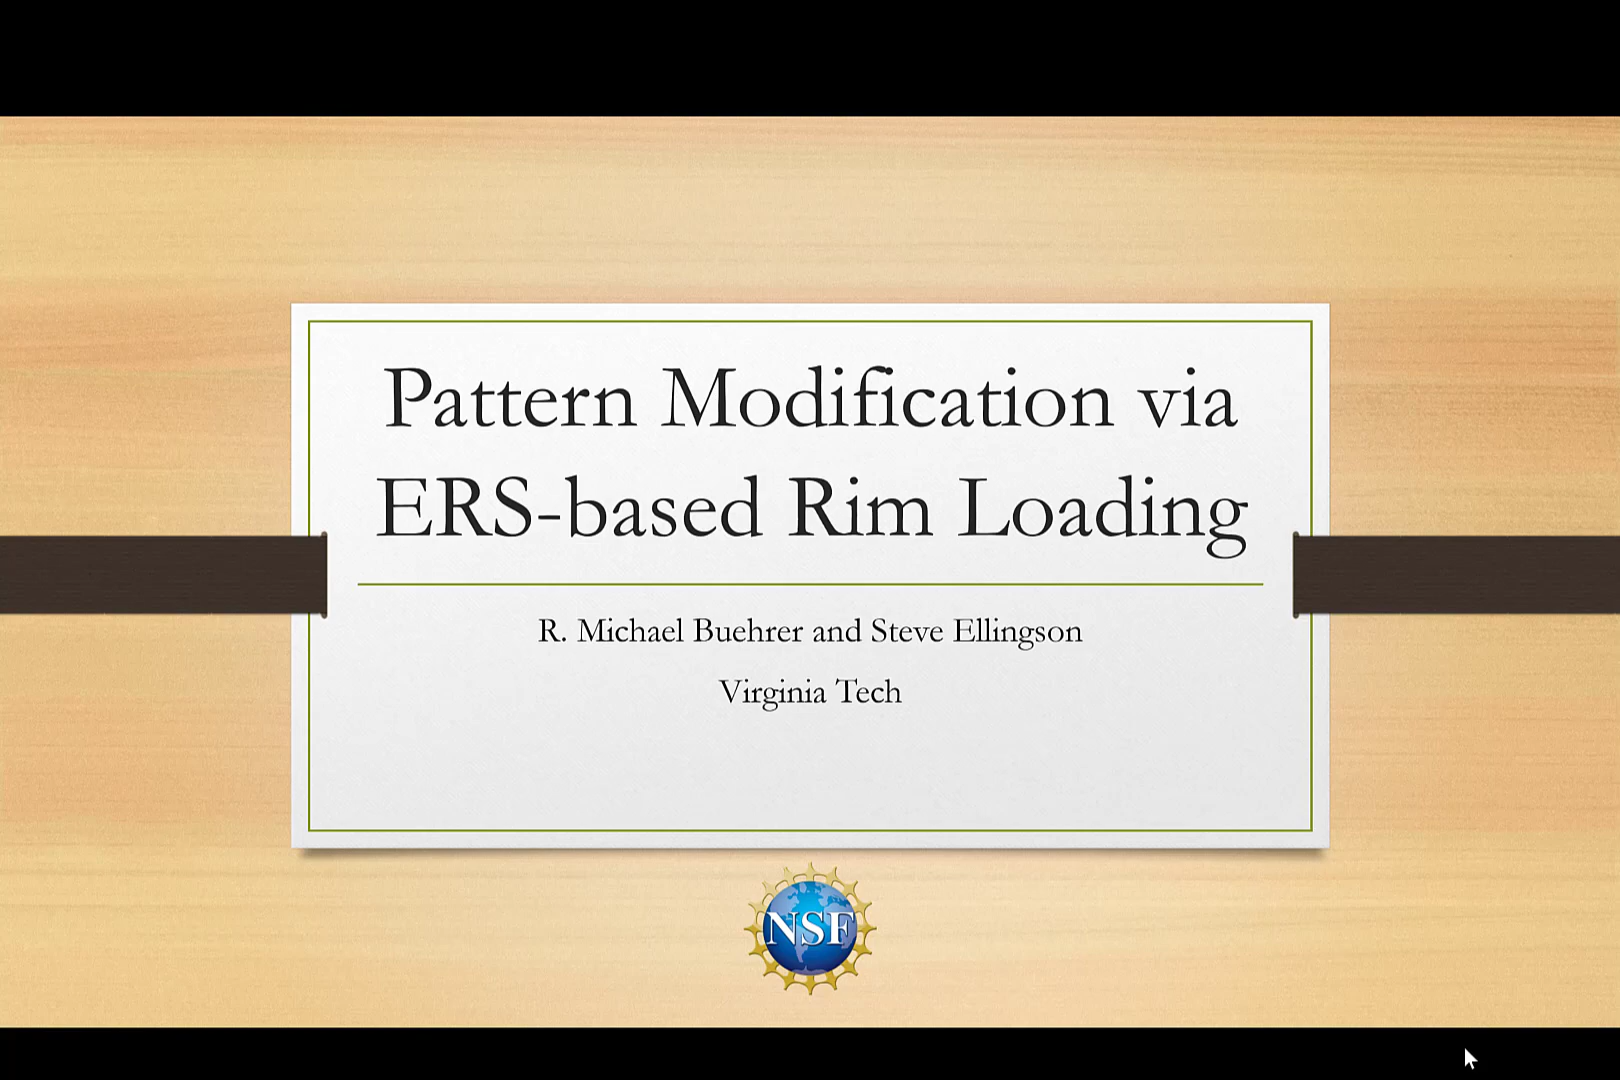 Pattern Modification via
ERS-based Rim Loading
R. Michael Buehrer and Steve Ellingson
Virginia Tech
NSF